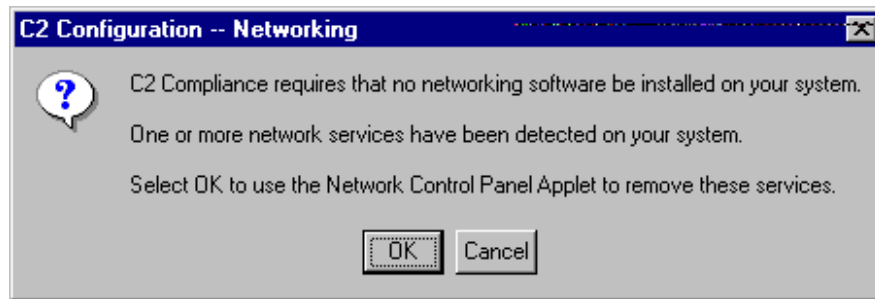 C2 Configuration -- Networking
C2 Compliance requires that no networking software be installed on your system.
One or more network services have been detected on your system.
Select OK to use the Network Control Panel Applet to remove these services.
OK
Cancel